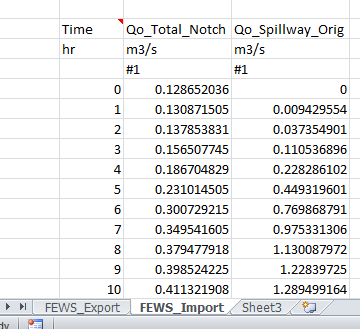 Time Qo_Total_Notch Qo_Spillway_Orig
hr m3/s m3/s
#1 #1
0 0.128652036 0
1 0.130871505 0.009429554
2 0.137853831 0.037354901
3 0.156507745 0.110536896
4 0.186704829 0.228286102
5 0.231014505 0.449319601
6 0.300729215 0.769868791
7 0.349541605 0.975331306
8 0.379477918 1.130087972
9 0.398524225 1.22839725
10 0.411321908 1.289499164
FEWS_Export FEWS_Import Sheet3
dy